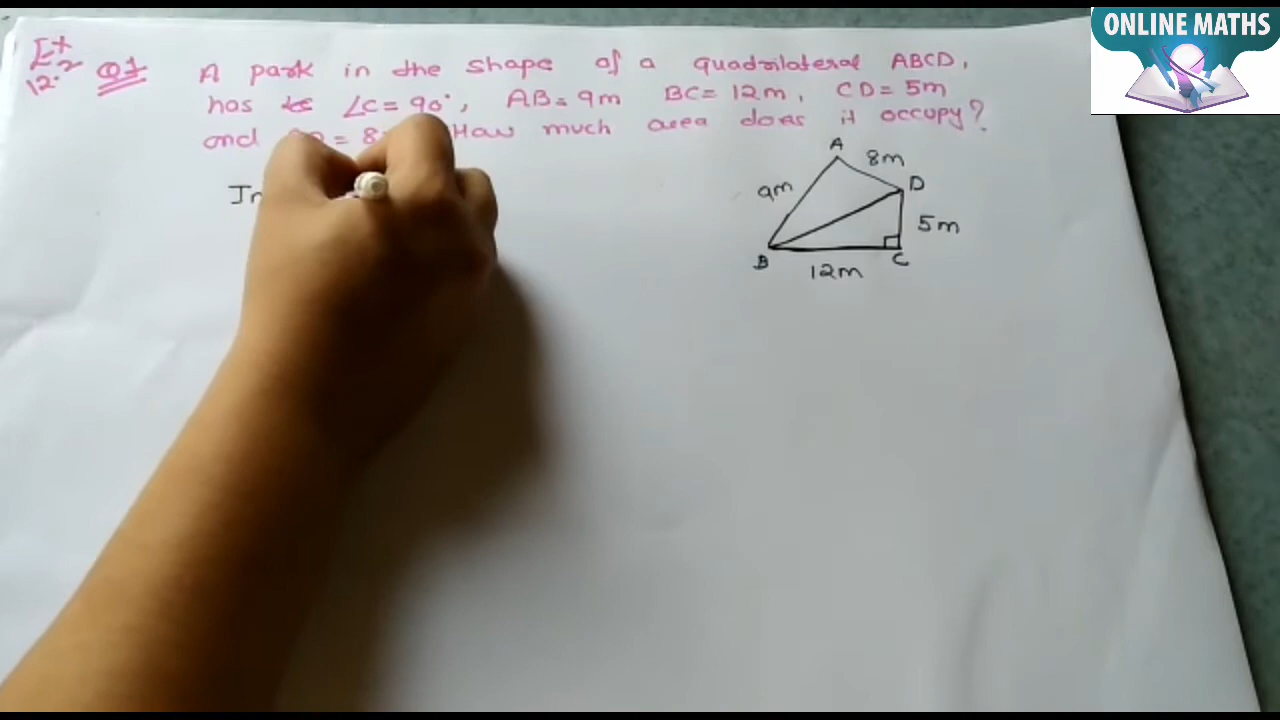 ONLINE MATHS
Ex 12.2
Q1 A park in the shape of a quadrilateral ABCD,
has ∠C = 90°, AB = 9m BC = 12m, CD = 5m
and = 8 How much area does it occupy?
A
8m
9m
D
5m
B
C
12m